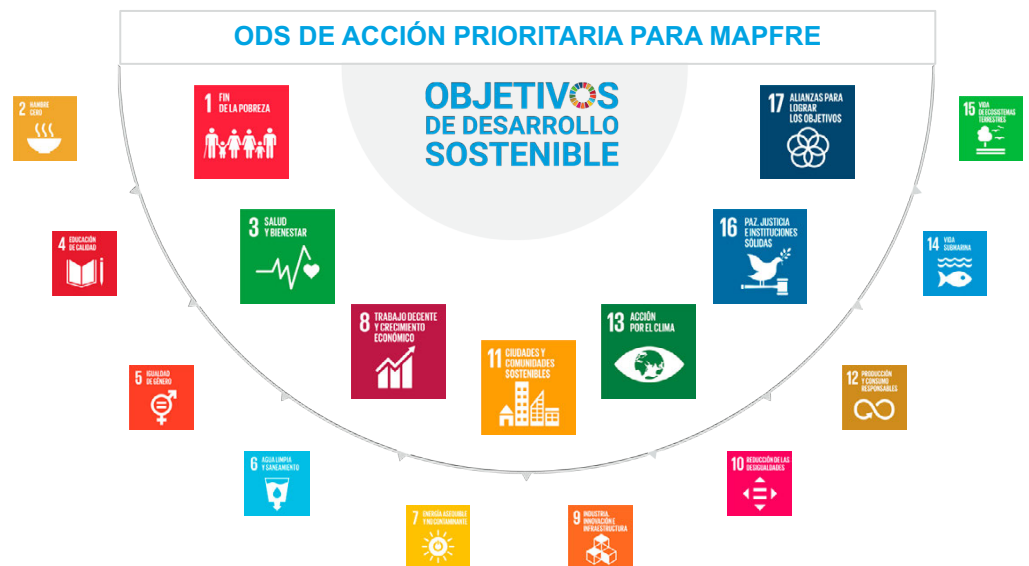 ODS DE ACCIÓN PRIORITARIA PARA MAPFRE
OBJETIVOS
DE DESARROLLO
SOSTENIBLE
1 FIN
DE LA POBREZA
17 ALIANZAS PARA
LOGRAR
LOS OBJETIVOS
2 HAMBRE
CERO
15 VIDA
DE ECOSISTEMAS
TERRESTRES
3 SALUD
Y BIENESTAR
16 PAZ, JUSTICIA
E INSTITUCIONES
SÓLIDAS
4 EDUCACIÓN
DE CALIDAD
14 VIDA
SUBMARINA
8 TRABAJO DECENTE
Y CRECIMIENTO
ECONÓMICO
13 ACCIÓN
POR EL CLIMA
11 CIUDADES Y
COMUNIDADES
SOSTENIBLES
5 IGUALDAD
DE GÉNERO
12 PRODUCCIÓN
Y CONSUMO
RESPONSABLES
6 AGUA LIMPIA
Y SANEAMIENTO
10 REDUCCIÓN DE LAS
DESIGUALDADES
7 ENERGÍA ASEQUIBLE
Y NO CONTAMINANTE
9 INDUSTRIA,
INNOVACIÓN E
INFRAESTRUCTURA